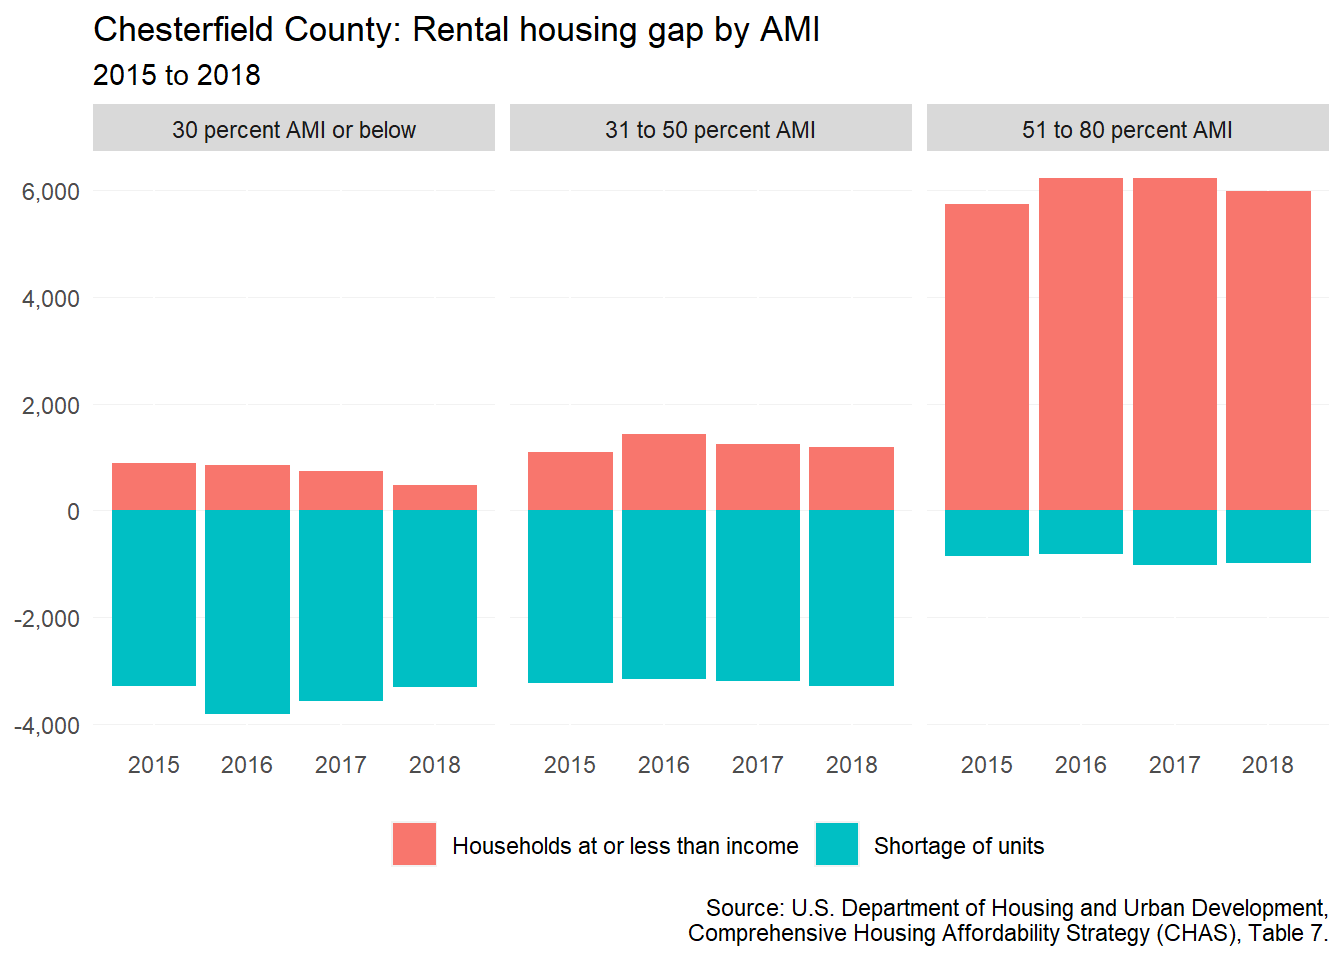 Chesterfield County: Rental housing gap by AMI
2015 to 2018
30 percent AMI or below
31 to 50 percent AMI
51 to 80 percent AMI
6,000
4,000
2,000
0
-2,000
-4,000
2015 2016 2017 2018
2015 2016 2017 2018
2015 2016 2017 2018
Households at or less than income
Shortage of units
Source: U.S. Department of Housing and Urban Development,
Comprehensive Housing Affordability Strategy (CHAS), Table 7.